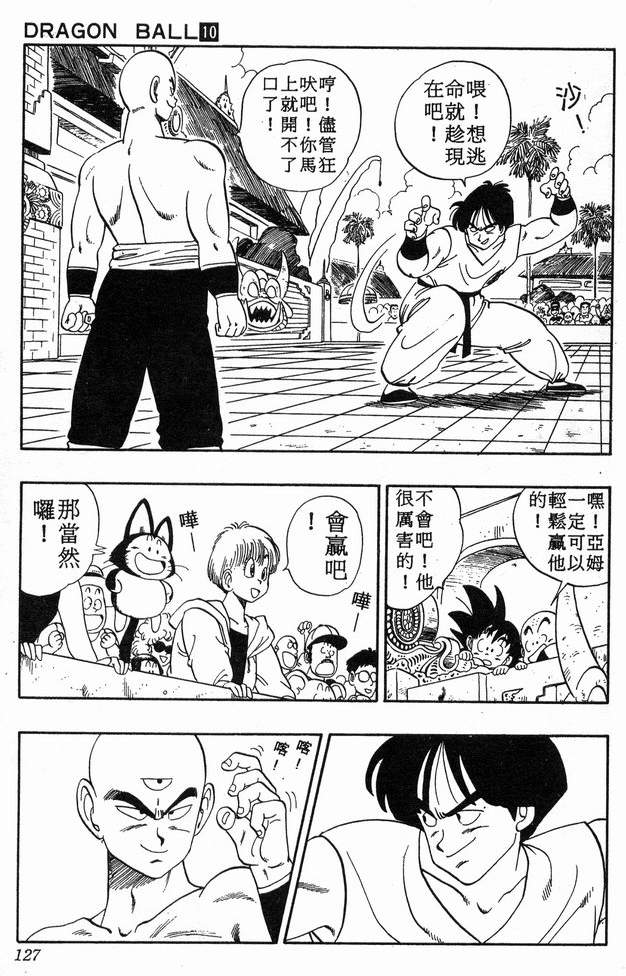 DRAGON BALL 10
沙！
喂！想逃
命就趁現
在吧！
哼！儘管狂
吠吧！你馬
上就開不了
口了！
嘿！亞姆
一定可以
輕鬆贏他
的！
不會吧！他
很厲害的！
會贏吧
！
嘩—
嘩—
那當然
囉！
喀！
喀！
127